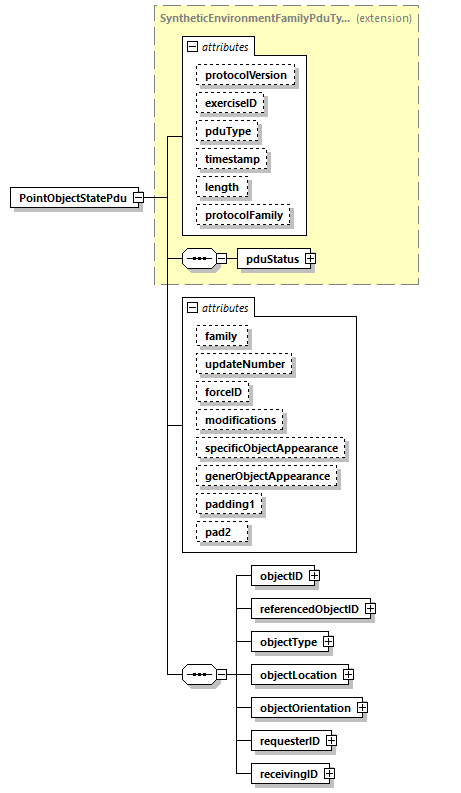 SyntheticEnvironmentFamilyPduTy... (extension)
attributes
protocolVersion
exerciseID
pduType
timestamp
length
protocolFamily
PointObjectStatePdu
pduStatus
attributes
family
updateNumber
forceID
modifications
specificObjectAppearance
generObjectAppearance
padding1
pad2
objectID
referencedObjectID
objectType
objectLocation
objectOrientation
requesterID
receivingID